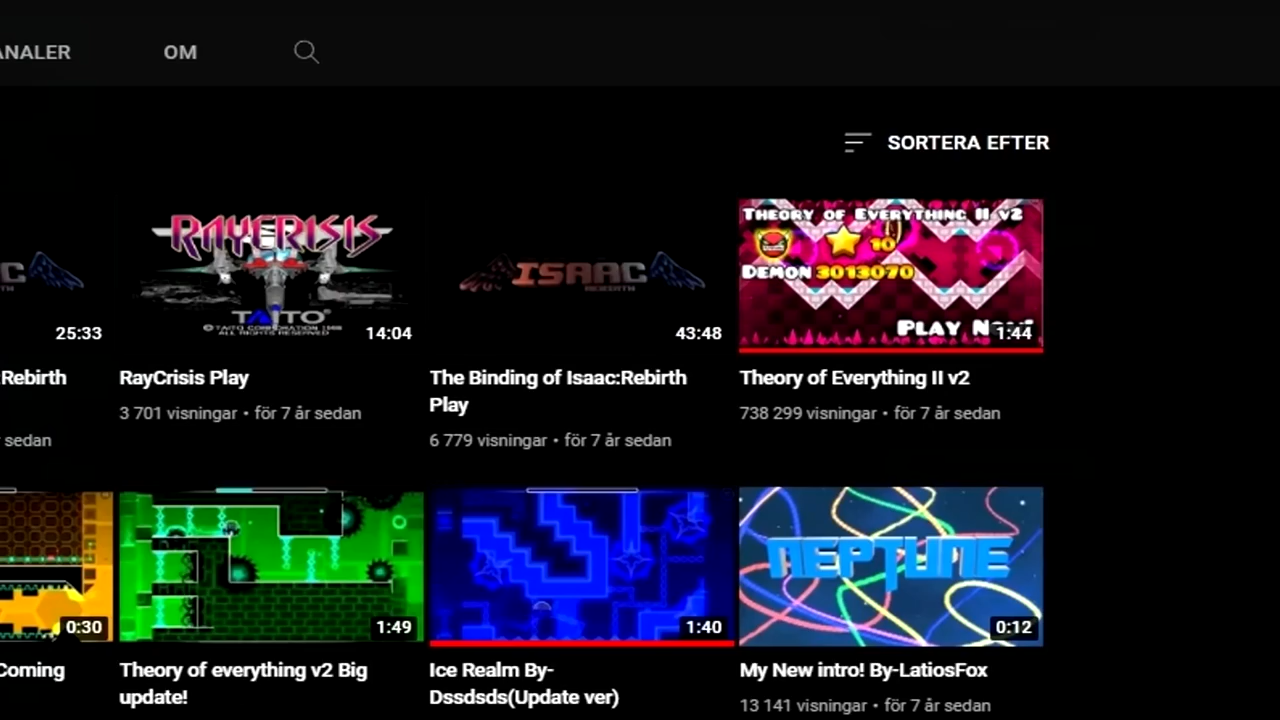 ANALER
OM
SORTERA EFTER
25:33
RAYCRISIS
TAITO
14:04
ISAAC
REBIRTH
43:48
THEORY OF EVERYTHING II V2
10
DEMON 3013070
PLAY
1:44
Rebirth
RayCrisis Play
The Binding of Isaac:Rebirth
Play
Theory of Everything II v2
sedan
3 701 visningar • för 7 år sedan
6 779 visningar • för 7 år sedan
738 299 visningar • för 7 år sedan
0:30
1:49
1:40
NEPTUNE
0:12
Coming
Theory of everything v2 Big
update!
Ice Realm By-
Dssdsds(Update ver)
My New intro! By-LatiosFox
13 141 visningar • för 7 år sedan